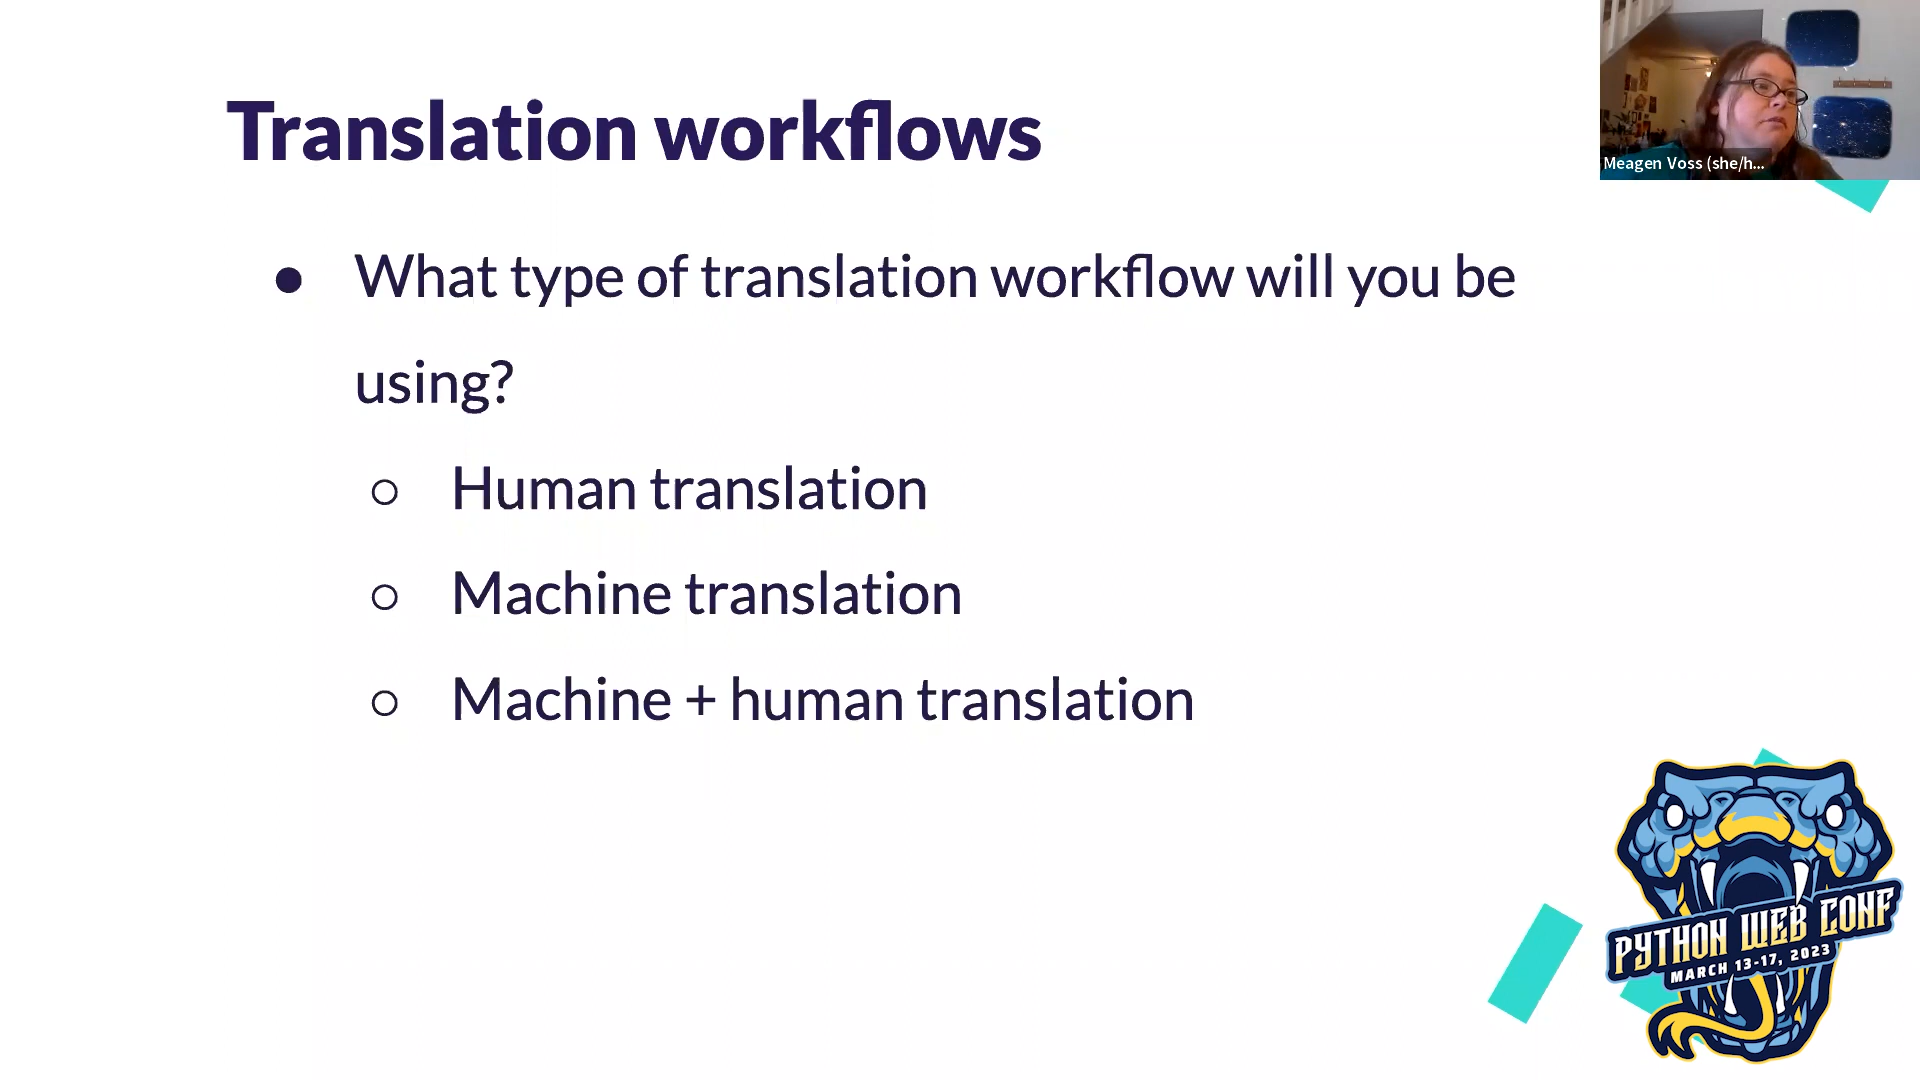 Translation workflows
Meagen Voss (she/h...
● What type of translation workflow will you be
using?
○ Human translation
○ Machine translation
○ Machine + human translation
PYTHON WEB CONF
MARCH 13-17, 2023